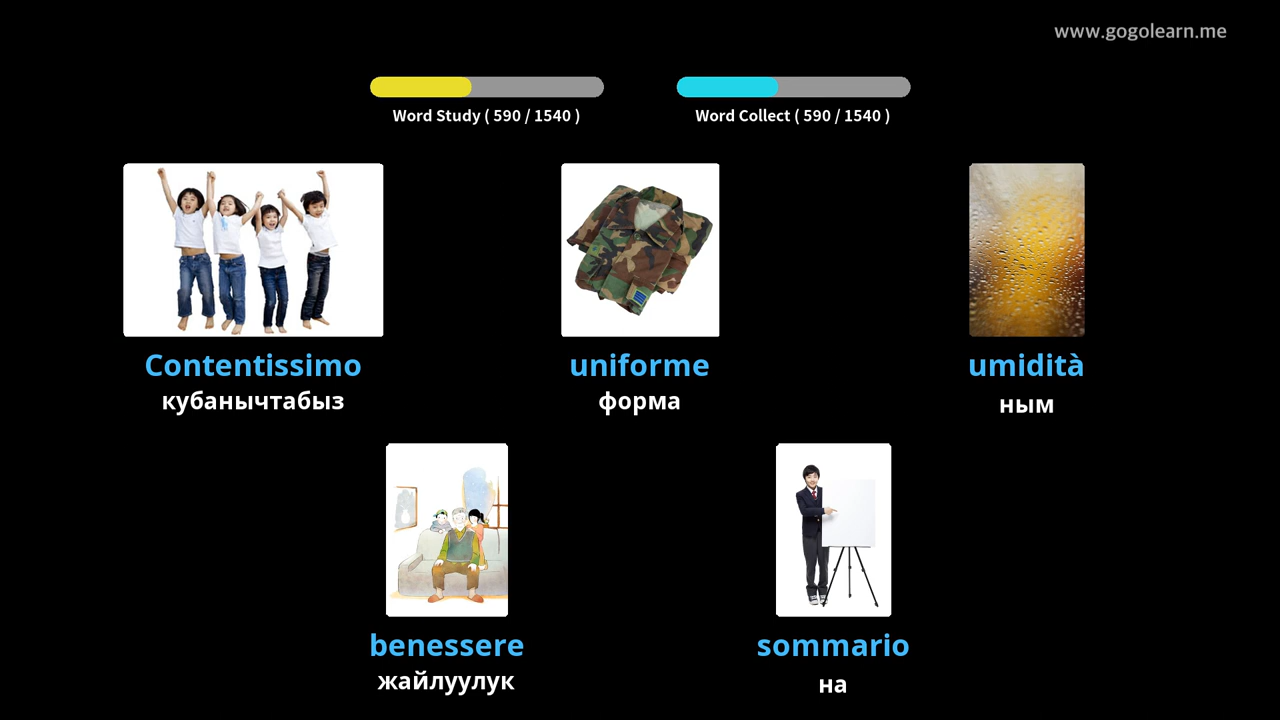 www.gogolearn.me
Word Study ( 590 / 1540 )
Word Collect ( 590 / 1540 )
Contentissimo
кубанычтабыз
uniforme
форма
umidità
ным
benessere
жайлуулук
sommario
на